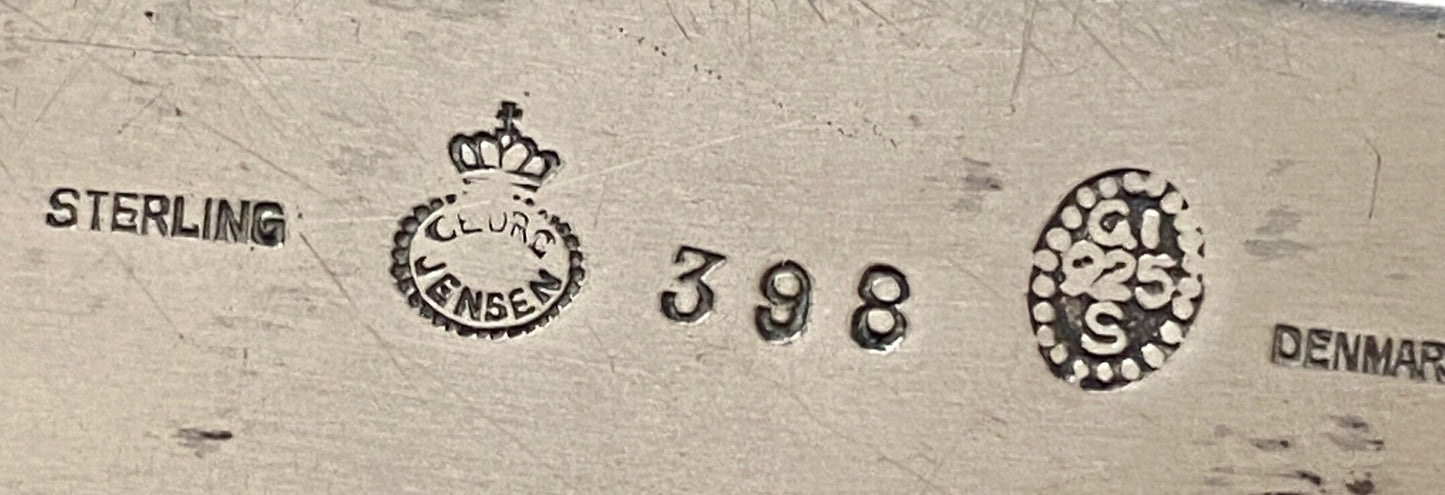 STERLING
GEORG
JENSEN
398
GI
925
S
DENMAR